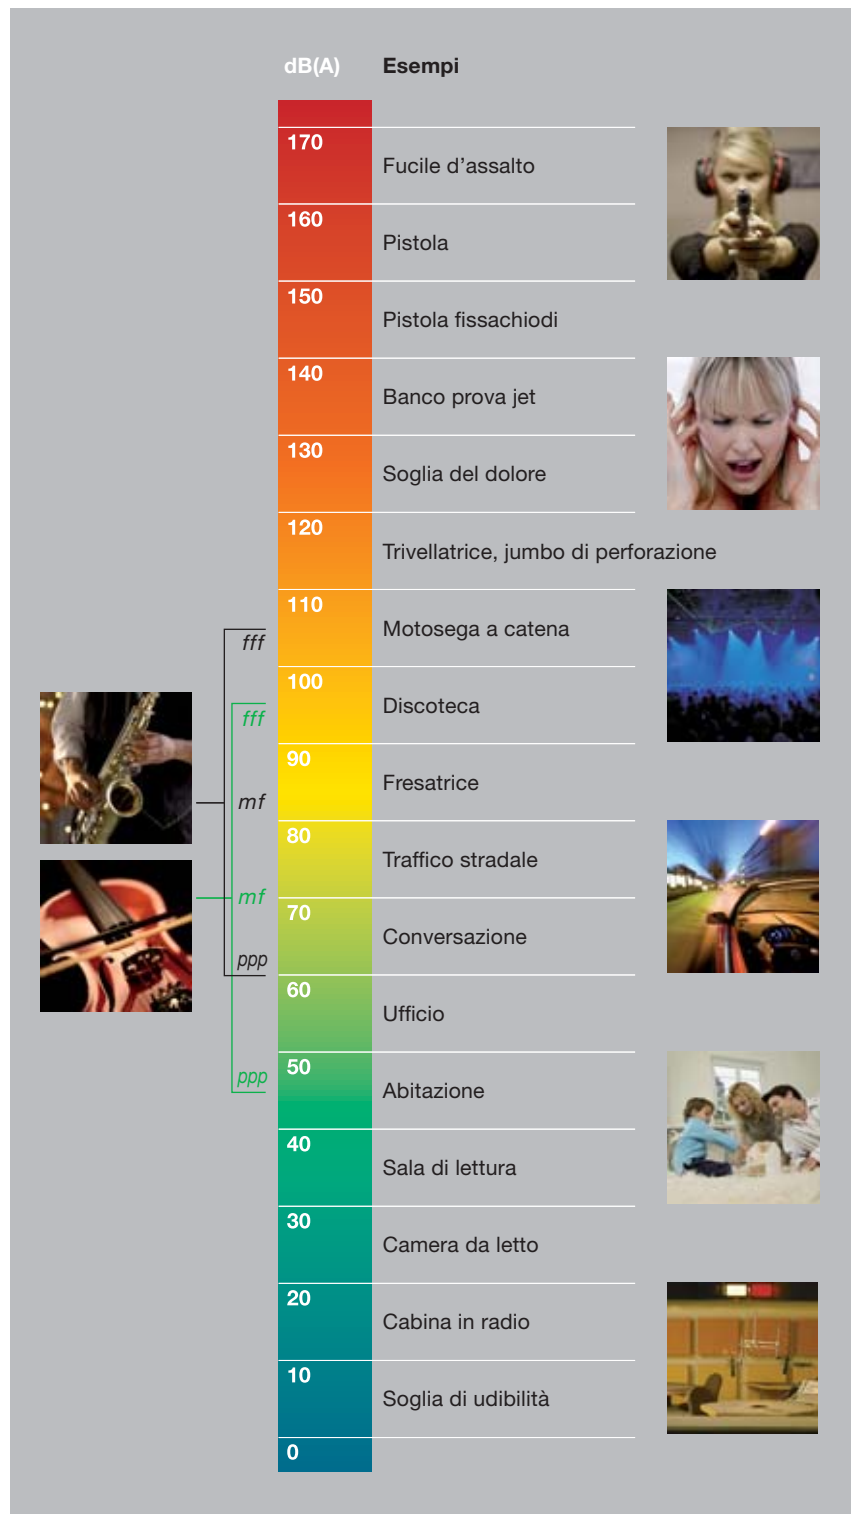 dB(A) Esempi
170
Fucile d’assalto
160
Pistola
150
Pistola fissachiodi
140
Banco prova jet
130
Soglia del dolore
120
Trivellatrice, jumbo di perforazione
110
fff Motosega a catena
100
fff Discoteca
90
Fresatrice
mf
80
Traffico stradale
mf
70
Conversazione
ppp
60
Ufficio
50
ppp Abitazione
40
Sala di lettura
30
Camera da letto
20
Cabina in radio
10
Soglia di udibilità
0